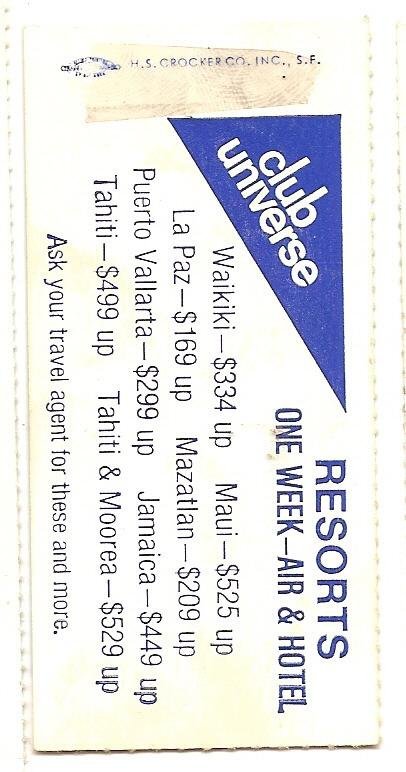 H.S. CROCKER CO. INC., S.F.
club
universe
RESORTS
ONE WEEK—AIR & HOTEL
Waikiki—$334 up Maui—$525 up
La Paz—$169 up Mazatlan—$209 up
Puerto Vallarta—$299 up Jamaica—$449 up
Tahiti—$499 up Tahiti & Moorea—$529 up
Ask your travel agent for these and more.